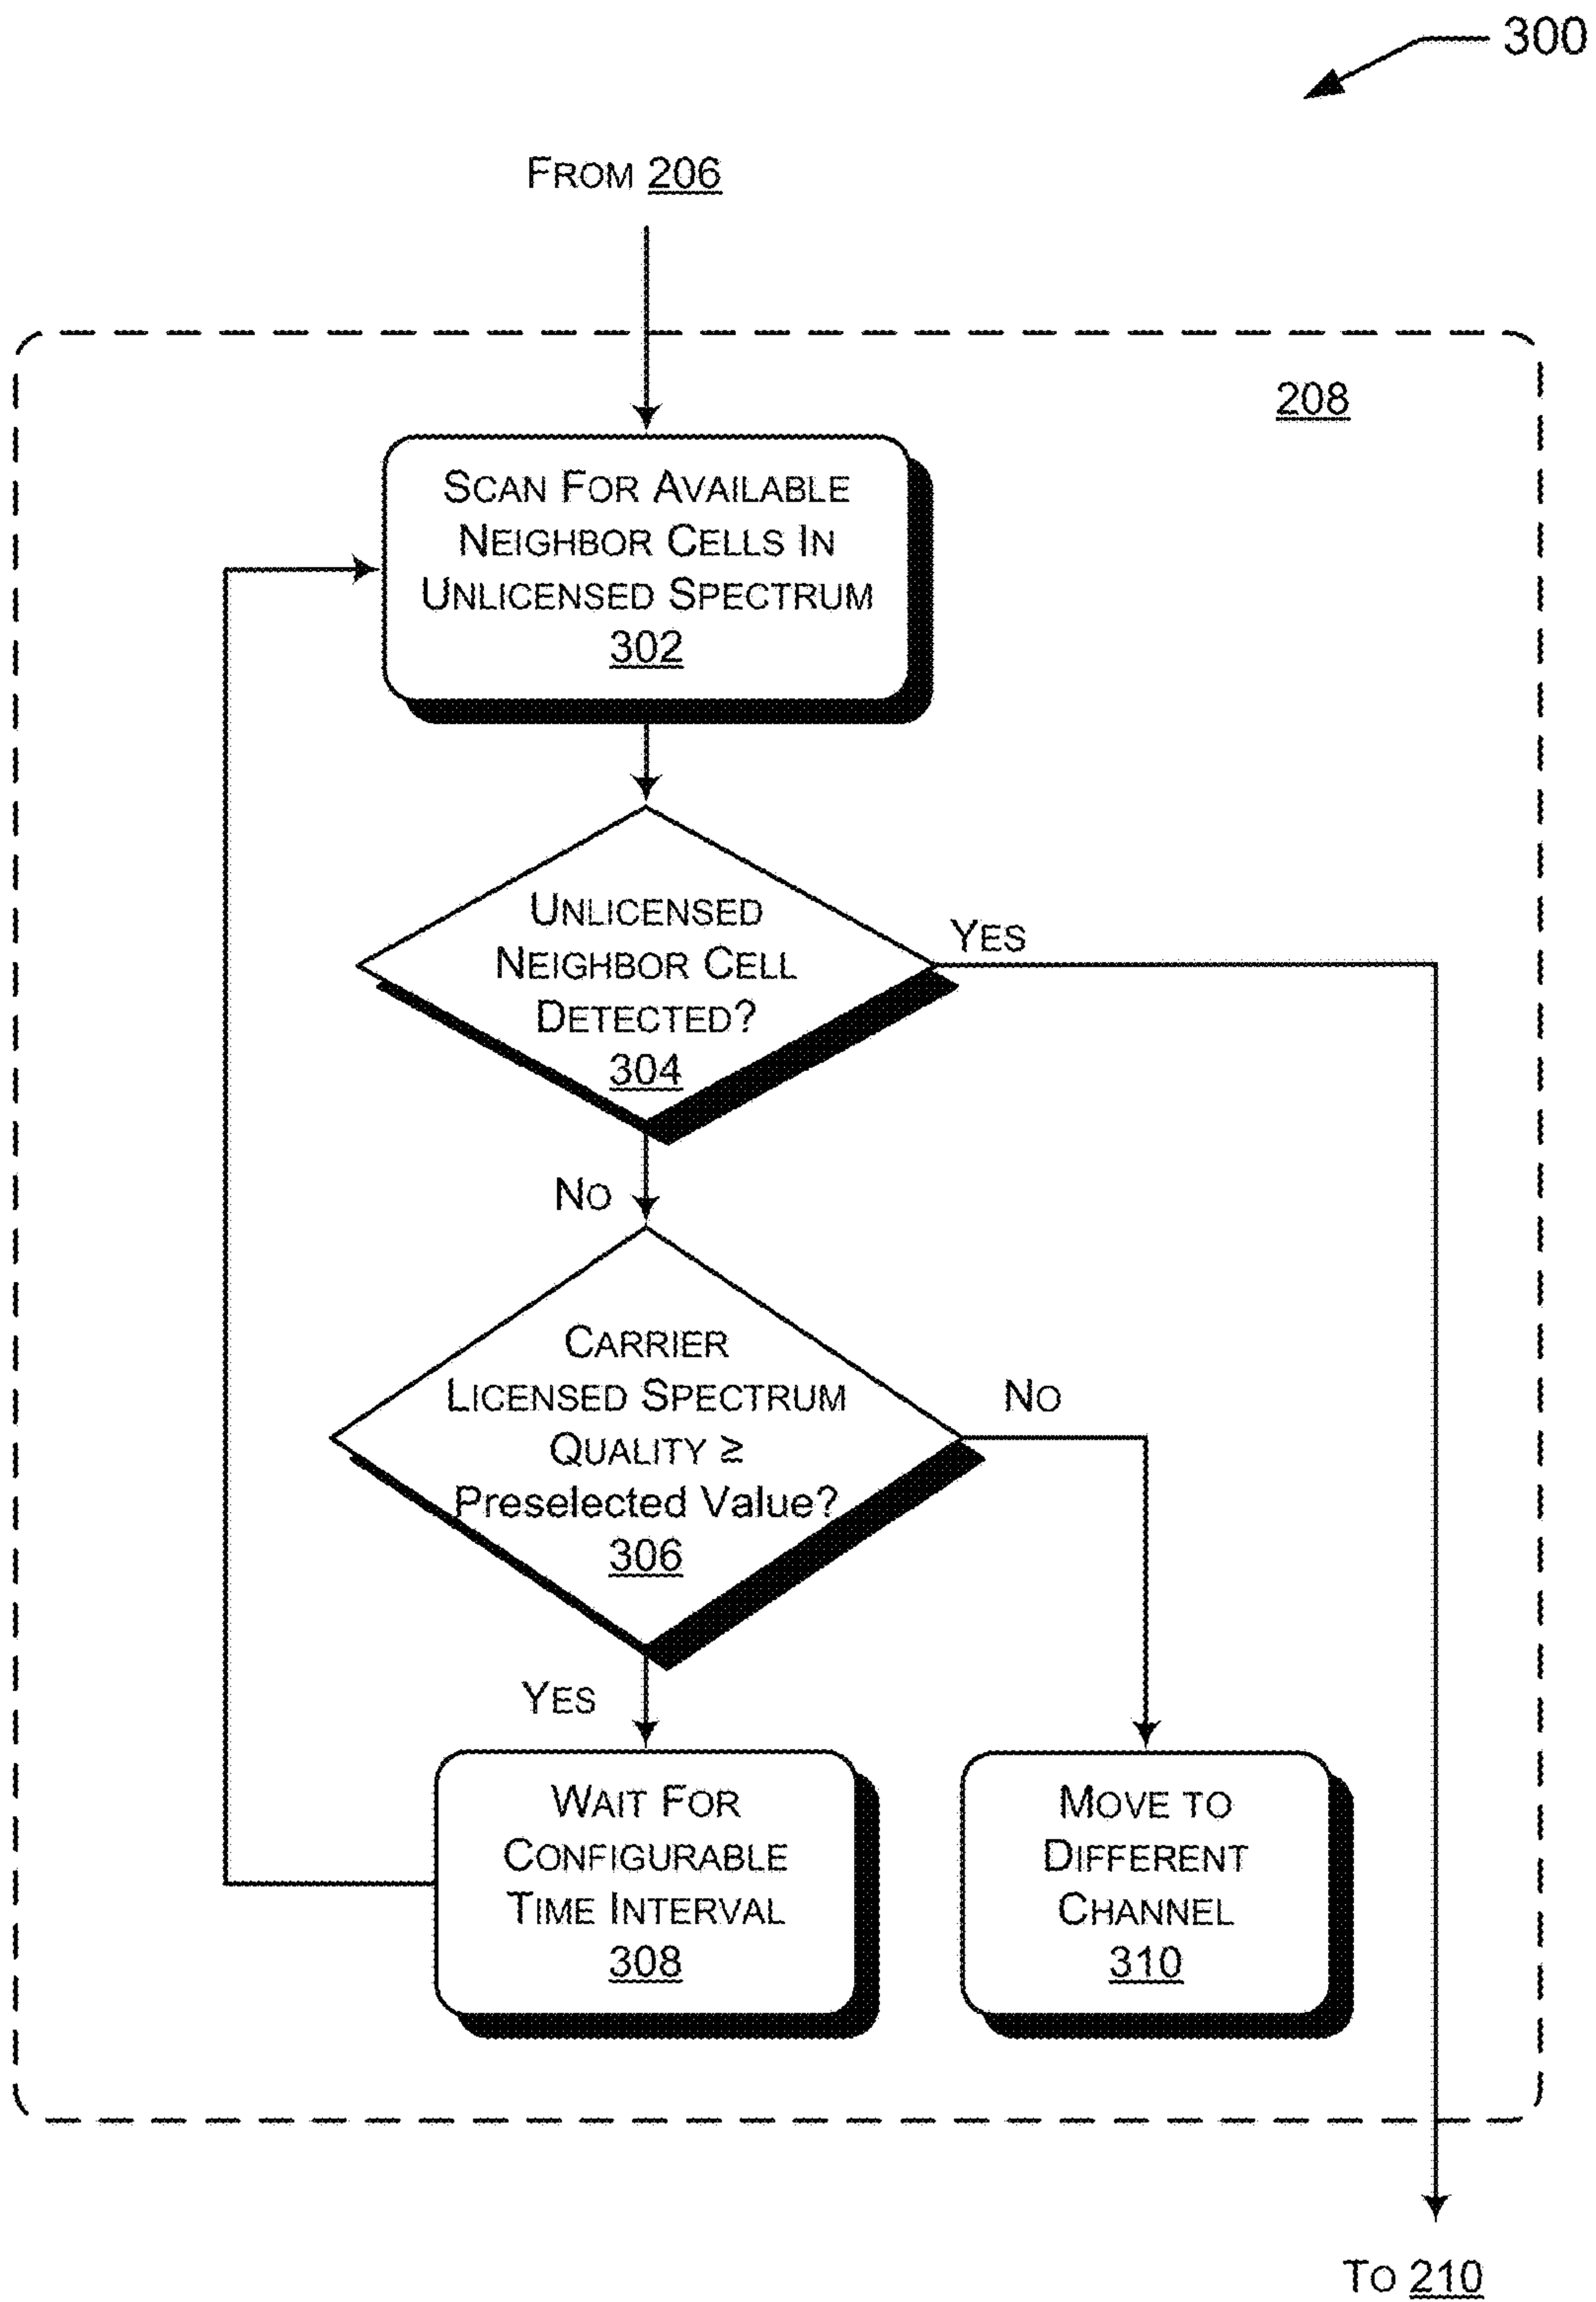 300
FROM 206
208
SCAN FOR AVAILABLE
NEIGHBOR CELLS IN
UNLICENSED SPECTRUM
302
UNLICENSED
NEIGHBOR CELL
DETECTED?
304
YES
NO
CARRIER
LICENSED SPECTRUM
QUALITY ≥
Preselected Value?
306
NO
YES
WAIT FOR
CONFIGURABLE
TIME INTERVAL
308
MOVE TO
DIFFERENT
CHANNEL
310
TO 210